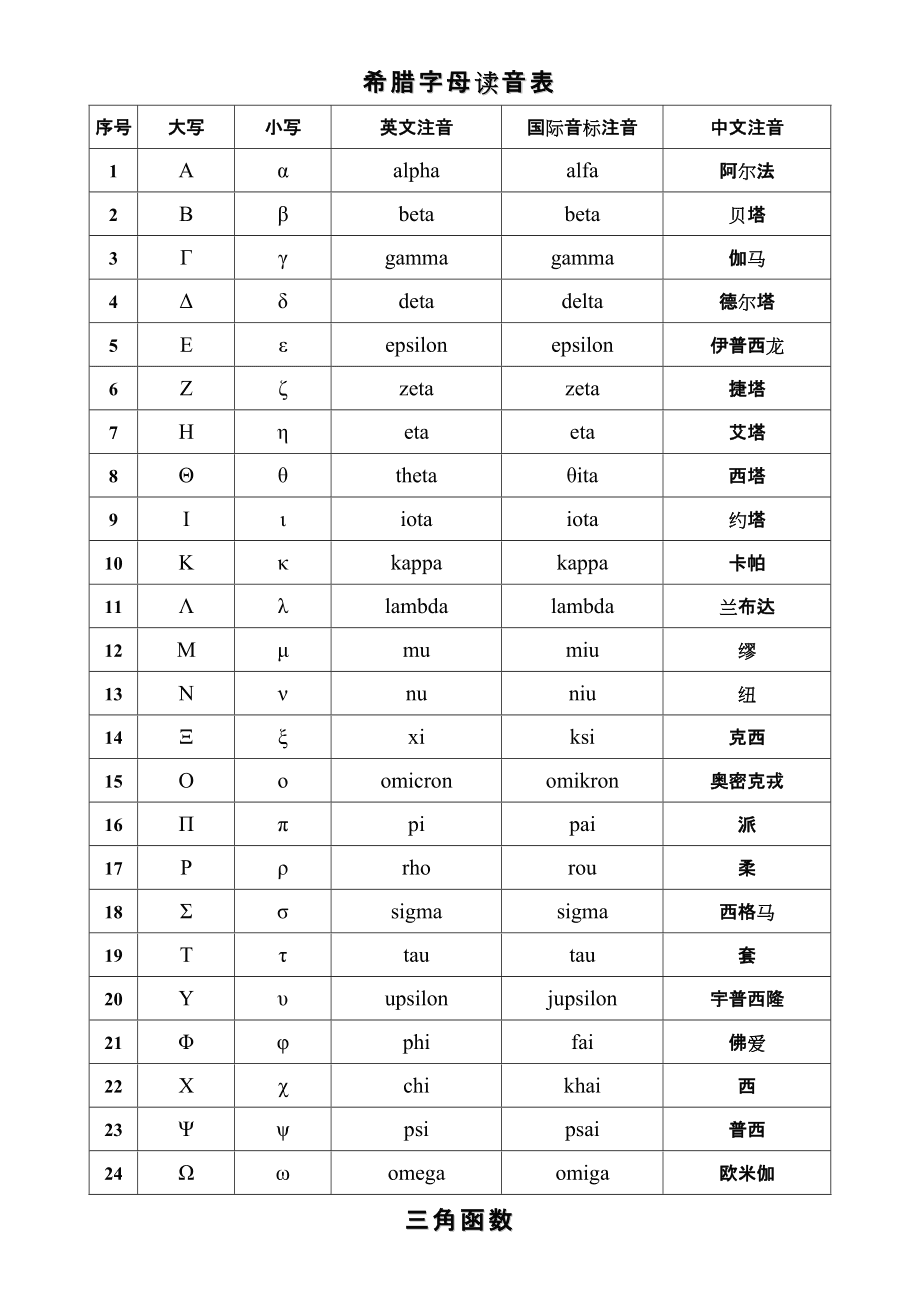 希腊字母读音表
序号 大写 小写 英文注音 国际音标注音 中文注音
1 Α α alpha alfa 阿尔法
2 Β β beta beta 贝塔
3 Γ γ gamma gamma 伽马
4 Δ δ deta delta 德尔塔
5 Ε ε epsilon epsilon 伊普西龙
6 Ζ ζ zeta zeta 捷塔
7 Η η eta eta 艾塔
8 Θ θ theta θita 西塔
9 Ι ι iota iota 约塔
10 Κ κ kappa kappa 卡帕
11 Λ λ lambda lambda 兰布达
12 Μ μ mu miu 缪
13 Ν ν nu niu 纽
14 Ξ ξ xi ksi 克西
15 Ο ο omicron omikron 奥密克戎
16 Π π pi pai 派
17 Ρ ρ rho rou 柔
18 Σ σ sigma sigma 西格马
19 Τ τ tau tau 套
20 Υ υ upsilon jupsilon 宇普西隆
21 Φ φ phi fai 佛爱
22 Χ χ chi khai 西
23 Ψ ψ psi psai 普西
24 Ω ω omega omiga 欧米伽
三角函数